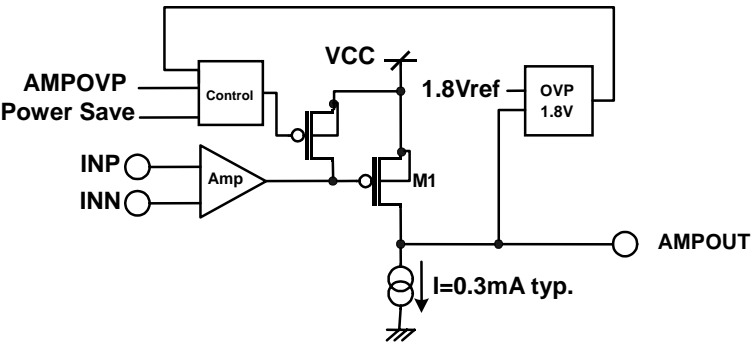 VCC
AMPOVP
Power Save
Control
1.8Vref
OVP
1.8V
INP
INN
Amp
M1
AMPOUT
I=0.3mA typ.